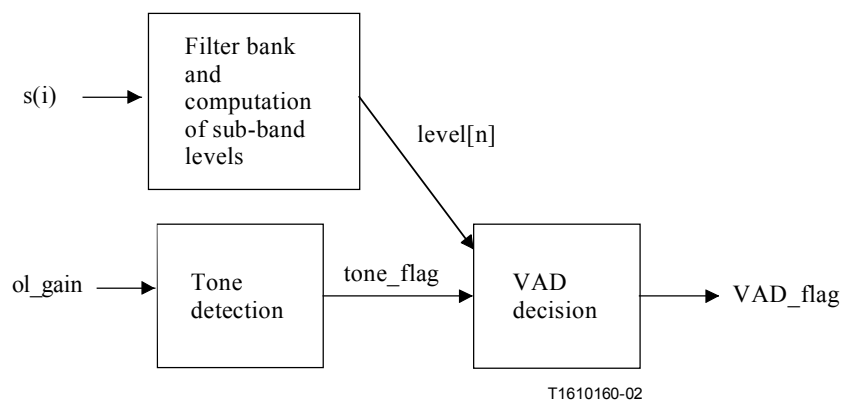 Filter bank
and
computation
of sub-band
levels
s(i)
level[n]
ol_gain
Tone
detection
tone_flag
VAD
decision
VAD_flag
T1610160-02